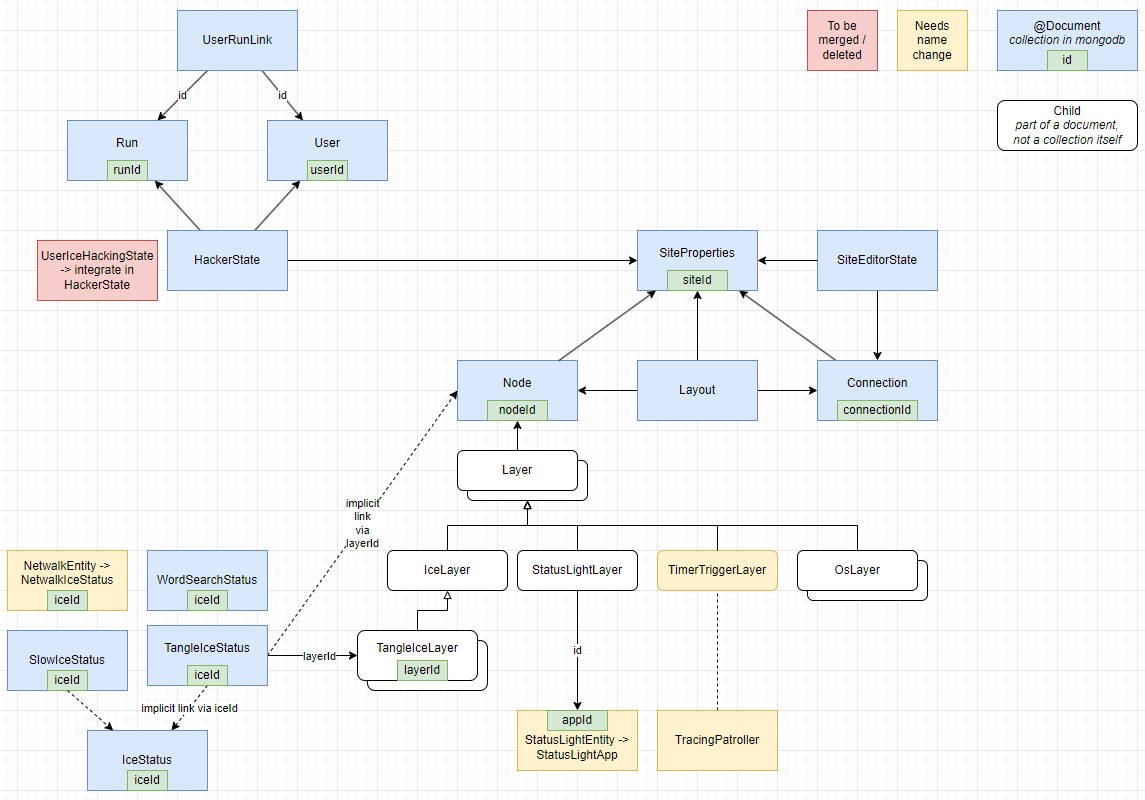 UserRunLink
To be
merged /
deleted
Needs
name
change
@Document
collection in mongodb
id
Child
part of a document,
not a collection itself
id
id
Run
runId
User
userId
UserIceHackingState
-> integrate in
HackerState
HackerState
SiteProperties
siteId
SiteEditorState
Node
nodeId
Layout
Connection
connectionId
Layer
implicit
link
via
layerId
NetwalkEntity ->
NetwalkIceStatus
iceId
WordSearchStatus
iceId
IceLayer
StatusLightLayer
TimerTriggerLayer
OsLayer
SlowIceStatus
iceId
TangleIceStatus
iceId
layerId
TangleIceLayer
layerId
id
implicit link via iceId
IceStatus
iceId
appId
StatusLightEntity ->
StatusLightApp
TracingPatroller